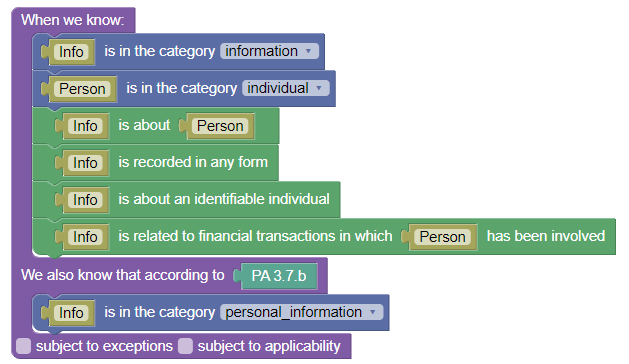 When we know:
Info is in the category information
Person is in the category individual
Info is about Person
Info is recorded in any form
Info is about an identifiable individual
Info is related to financial transactions in which Person has been involved
We also know that according to PA 3.7.b
Info is in the category personal_information
subject to exceptions subject to applicability